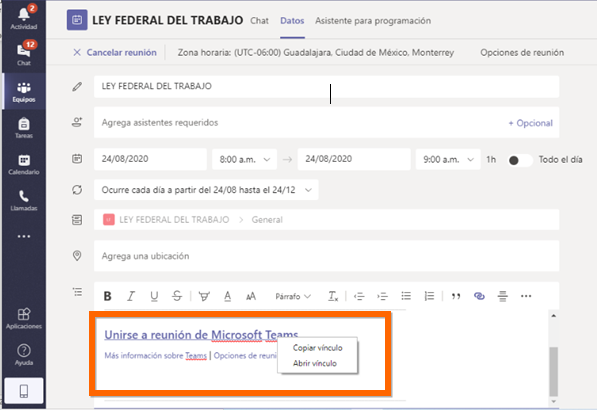 2
Actividad
12
Chat
Equipos
Tareas
Calendario
Llamadas
Aplicaciones
Ayuda
LEY FEDERAL DEL TRABAJO Chat Datos Asistente para programación
Cancelar reunión Zona horaria: (UTC-06:00) Guadalajara, Ciudad de México, Monterrey Opciones de reunión
LEY FEDERAL DEL TRABAJO
Agrega asistentes requeridos + Opcional
24/08/2020 8:00 a.m. → 24/08/2020 9:00 a.m. 1h Todo el día
Ocurre cada día a partir del 24/08 hasta el 24/12
LEY FEDERAL DEL TRABAJO > General
Agrega una ubicación
B I U S A AA Párrafo Tx
Unirse a reunión de Microsoft Teams
Más información sobre Teams | Opciones de reuni
Copiar vínculo
Abrir vínculo